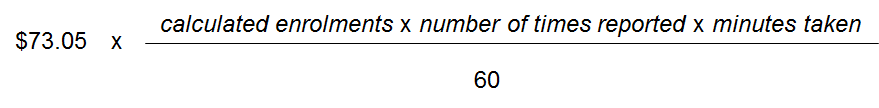 calculated enrolments x number of times reported x minutes taken
$73.05 x
60